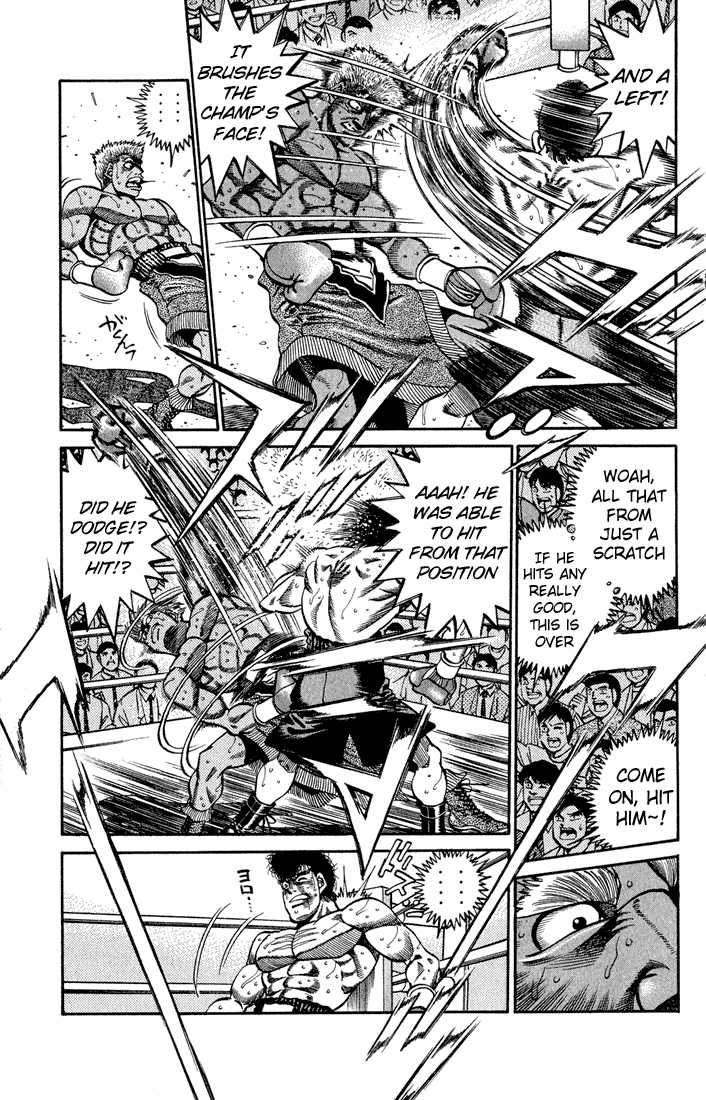 AND A
LEFT!
IT
BRUSHES
THE
CHAMP'S
FACE!
WOAH,
ALL THAT
FROM
JUST A
SCRATCH
IF HE
HITS ANY
REALLY
GOOD,
THIS IS
OVER
COME
ON, HIT
HIM~!
AAAH! HE
WAS ABLE
TO HIT
FROM THAT
POSITION
DID HE
DODGE!?
DID IT
HIT!?
ヨロ…